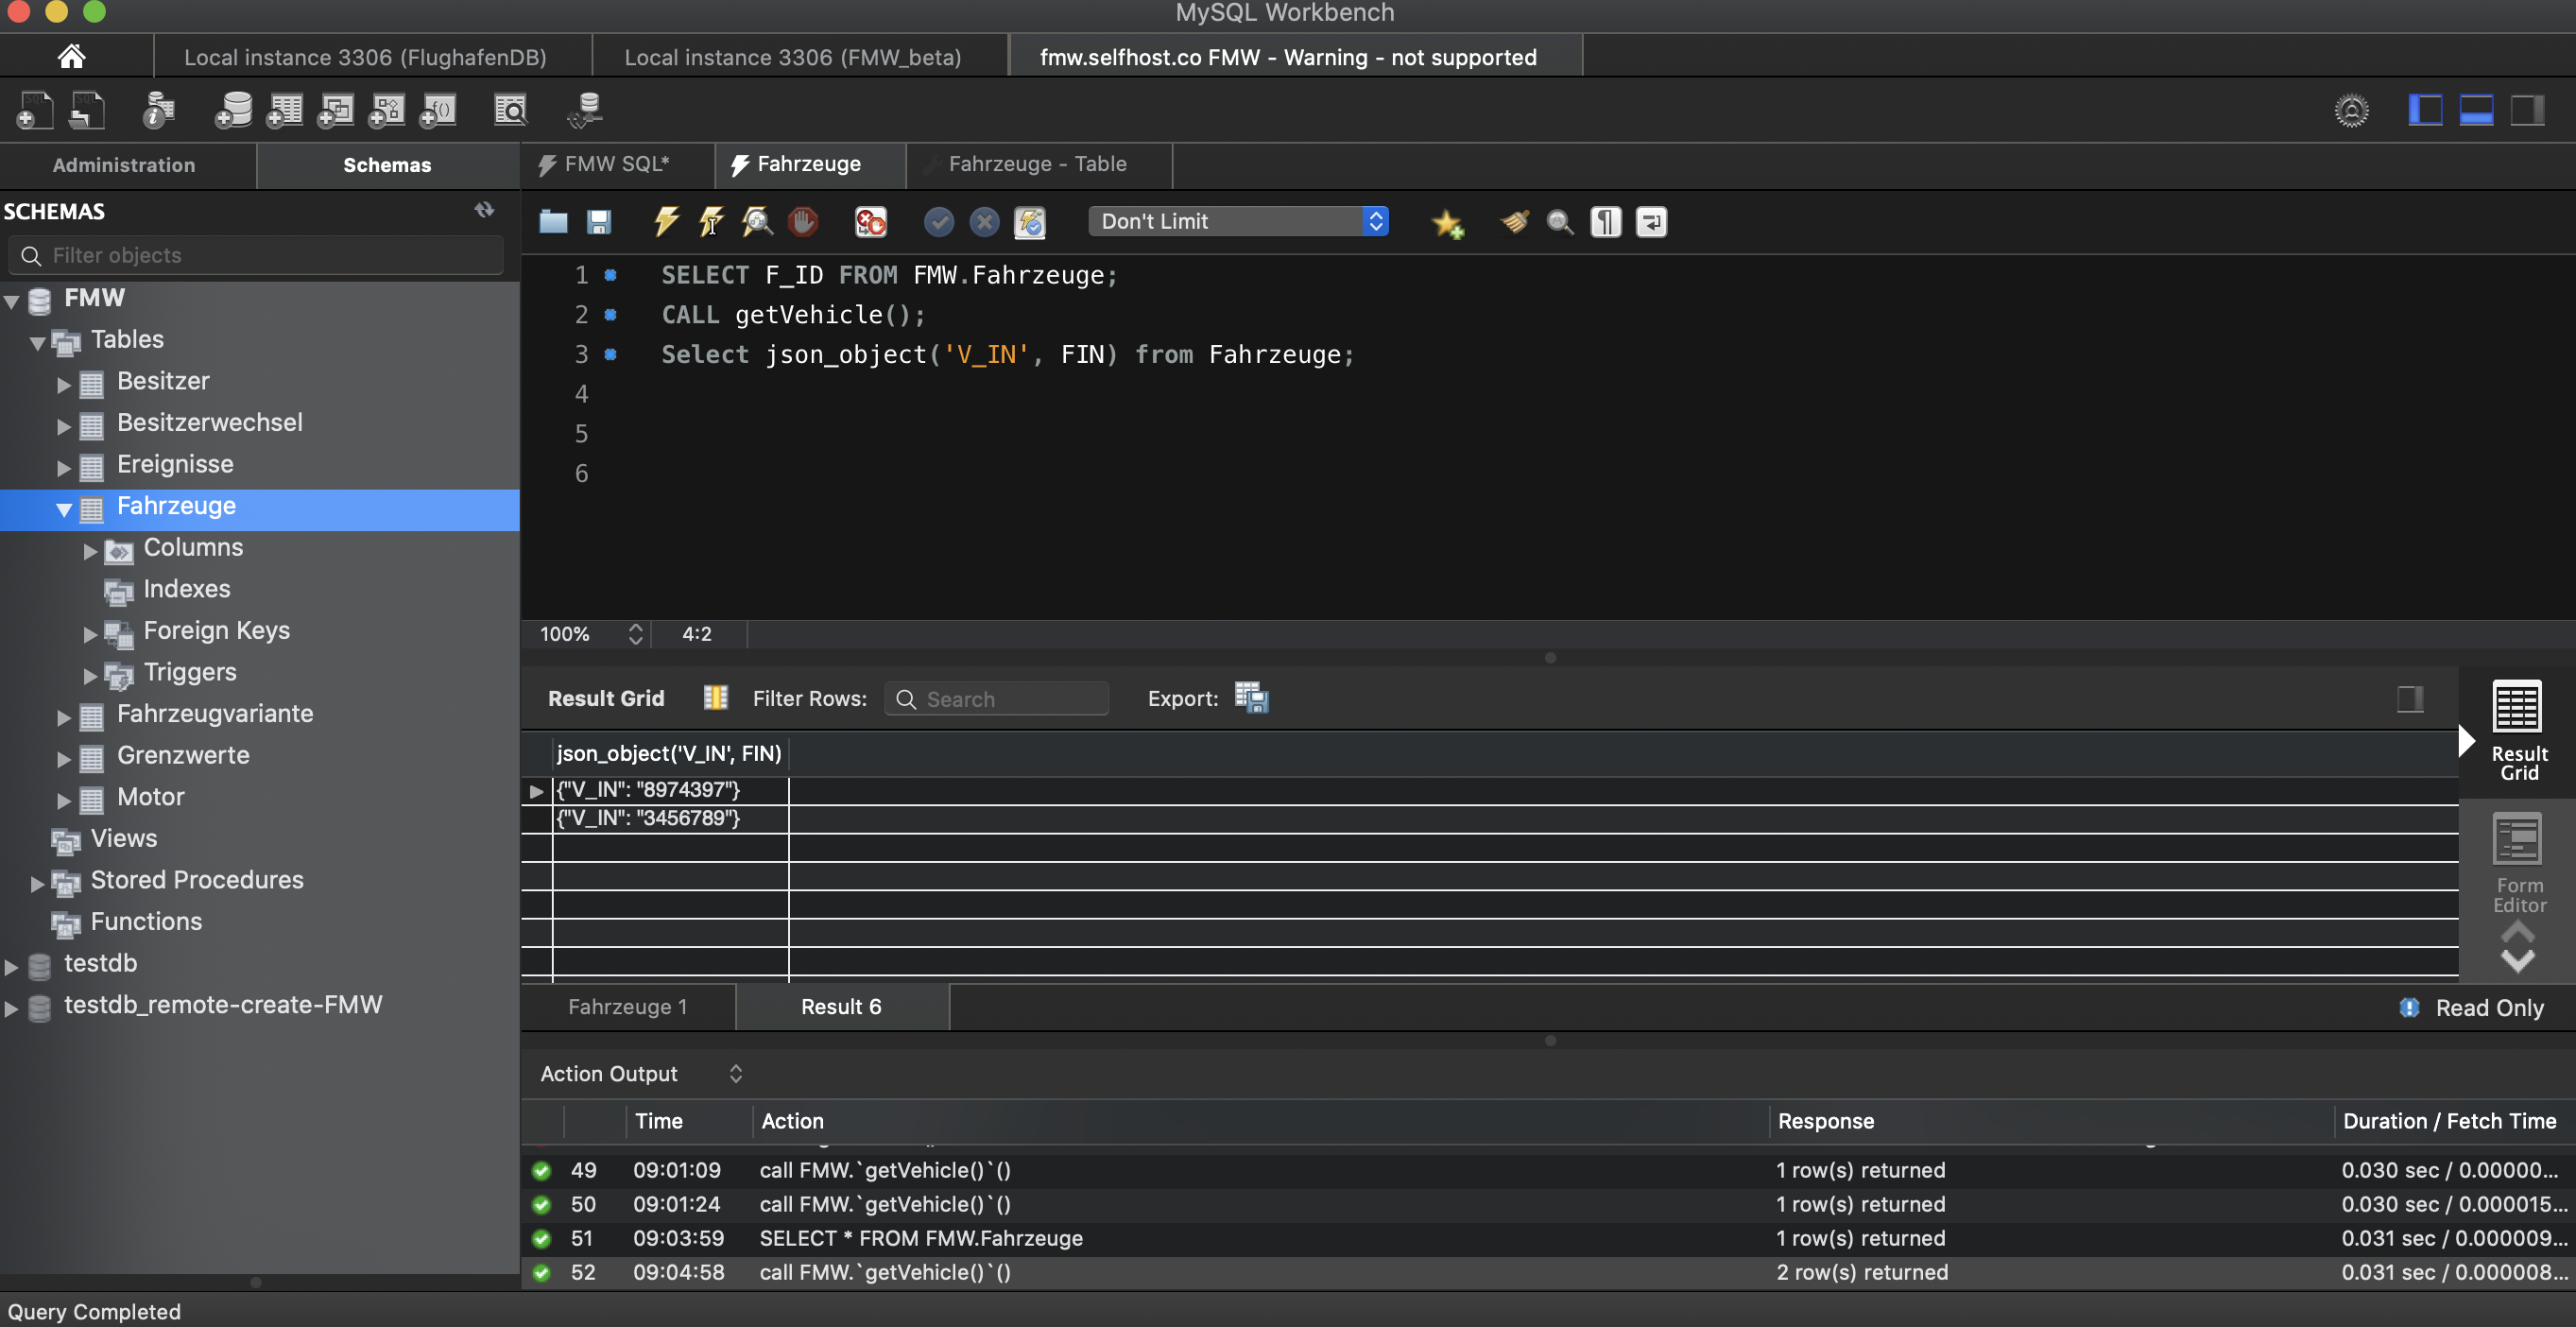 MySQL Workbench
Local instance 3306 (FlughafenDB)
Local instance 3306 (FMW_beta)
fmw.selfhost.co FMW - Warning - not supported
Administration
Schemas
FMW SQL*
Fahrzeuge
Fahrzeuge - Table
SCHEMAS
Filter objects
Don't Limit
FMW
Tables
Besitzer
Besitzerwechsel
Ereignisse
Fahrzeuge
Columns
Indexes
Foreign Keys
Triggers
Fahrzeugvariante
Grenzwerte
Motor
Views
Stored Procedures
Functions
testdb
testdb_remote-create-FMW
1 SELECT F_ID FROM FMW.Fahrzeuge;
2 CALL getVehicle();
3 Select json_object('V_IN', FIN) from Fahrzeuge;
4
5
6
100% 4:2
Result Grid Filter Rows: Search Export:
json_object('V_IN', FIN)
{"V_IN": "8974397"}
{"V_IN": "3456789"}
Result
Grid
Form
Editor
Fahrzeuge 1
Result 6
Read Only
Action Output
Time Action Response Duration / Fetch Time
49 09:01:09 call FMW.`getVehicle()`() 1 row(s) returned 0.030 sec / 0.00000...
50 09:01:24 call FMW.`getVehicle()`() 1 row(s) returned 0.030 sec / 0.000015...
51 09:03:59 SELECT * FROM FMW.Fahrzeuge 1 row(s) returned 0.031 sec / 0.000009...
52 09:04:58 call FMW.`getVehicle()`() 2 row(s) returned 0.031 sec / 0.000008...
Query Completed